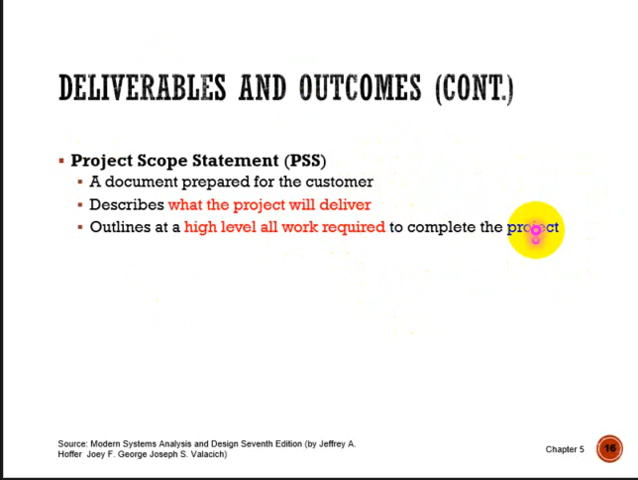 DELIVERABLES AND OUTCOMES (CONT.)
▪ Project Scope Statement (PSS)
▪ A document prepared for the customer
▪ Describes what the project will deliver
▪ Outlines at a high level all work required to complete the project
Source: Modern Systems Analysis and Design Seventh Edition (by Jeffrey A.
Hoffer Joey F. George Joseph S. Valacich)
Chapter 5
16